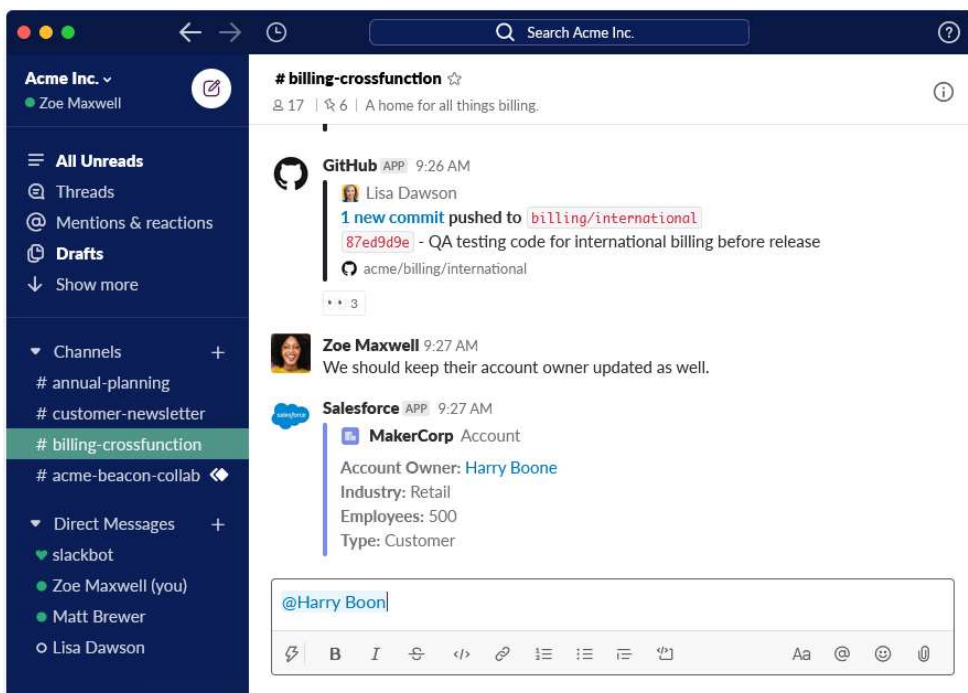 Search Acme Inc.
Acme Inc.
Zoe Maxwell
All Unreads
Threads
Mentions & reactions
Drafts
Show more
Channels
# annual-planning
# customer-newsletter
# billing-crossfunction
# acme-beacon-collab
Direct Messages
slackbot
Zoe Maxwell (you)
Matt Brewer
Lisa Dawson
# billing-crossfunction
17 | 6 | A home for all things billing.
GitHub APP 9:26 AM
Lisa Dawson
1 new commit pushed to billing/international
87ed9d9e - QA testing code for international billing before release
acme/billing/international
3
Zoe Maxwell 9:27 AM
We should keep their account owner updated as well.
salesforce
Salesforce APP 9:27 AM
MakerCorp Account
Account Owner: Harry Boone
Industry: Retail
Employees: 500
Type: Customer
@Harry Boon
B I S </> Aa @